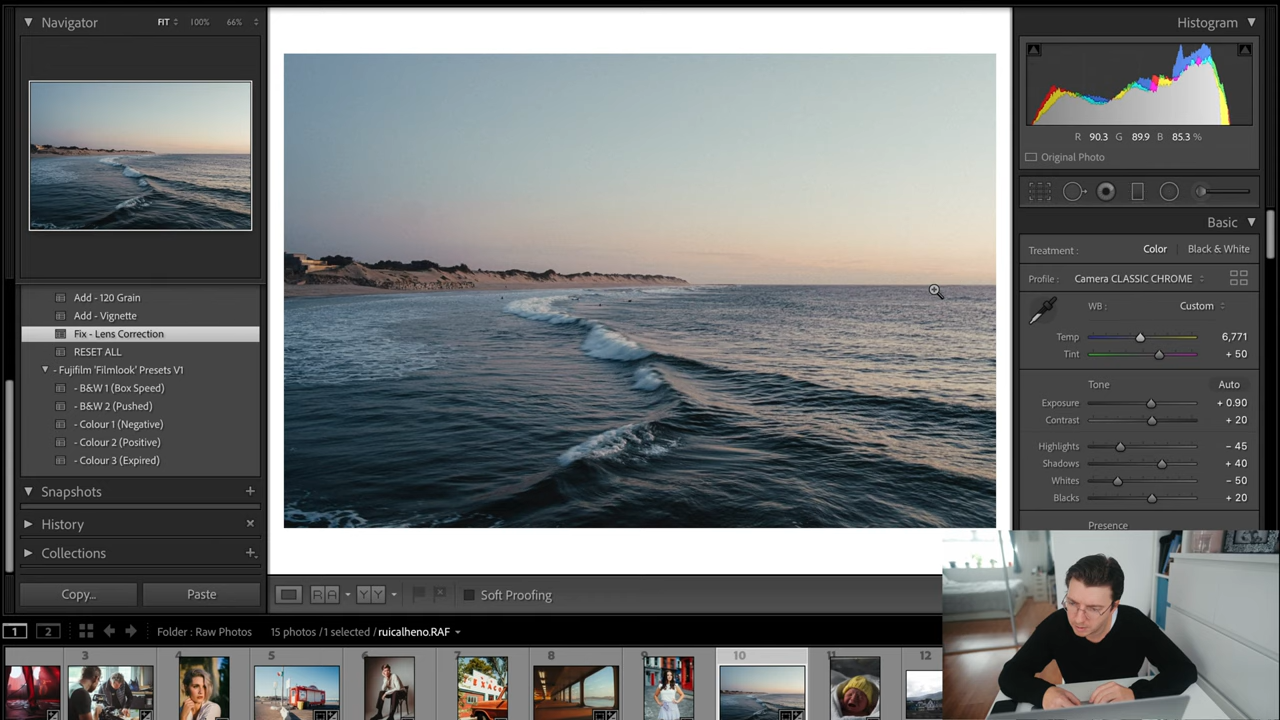 Navigator FIT 100% 66%
Add - 120 Grain
Add - Vignette
Fix - Lens Correction
RESET ALL
- Fujifilm 'Filmlook' Presets V1
- B&W 1 (Box Speed)
- B&W 2 (Pushed)
- Colour 1 (Negative)
- Colour 2 (Positive)
- Colour 3 (Expired)
Snapshots +
History ×
Collections +
Copy... Paste
R A Y Y Soft Proofing
Histogram
R 90.3 G 89.9 B 85.3 %
Original Photo
Basic
Treatment : Color Black & White
Profile : Camera CLASSIC CHROME
WB : Custom
Temp 6,771
Tint + 50
Tone Auto
Exposure + 0.90
Contrast + 20
Highlights - 45
Shadows + 40
Whites - 50
Blacks + 20
Presence
1 2 Folder : Raw Photos 15 photos / 1 selected / ruicalheno.RAF
3 4 5 6 7 8 9 10 11 12